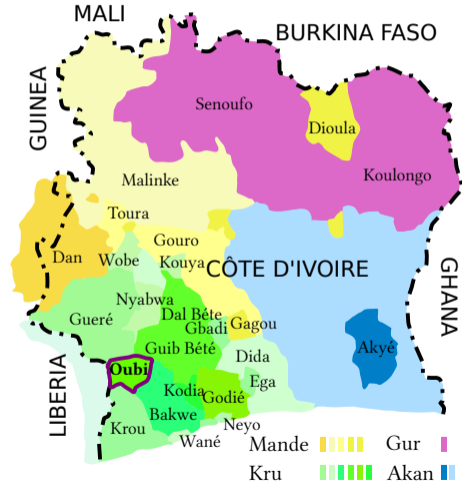 MALI
BURKINA FASO
GUINEA
Senoufo
Dioula
Koulongo
Malinke
Toura
Gouro
Dan
Wobe
Kouya
CÔTE D'IVOIRE
GHANA
Nyabwa
Gueré
Dal Béte
Gbadi
Gagou
Guib Bété
Dida
Akyé
LIBERIA
Oubi
Ega
Kodia
Godié
Bakwe
Krou
Neyo
Wané
Mande
Gur
Kru
Akan